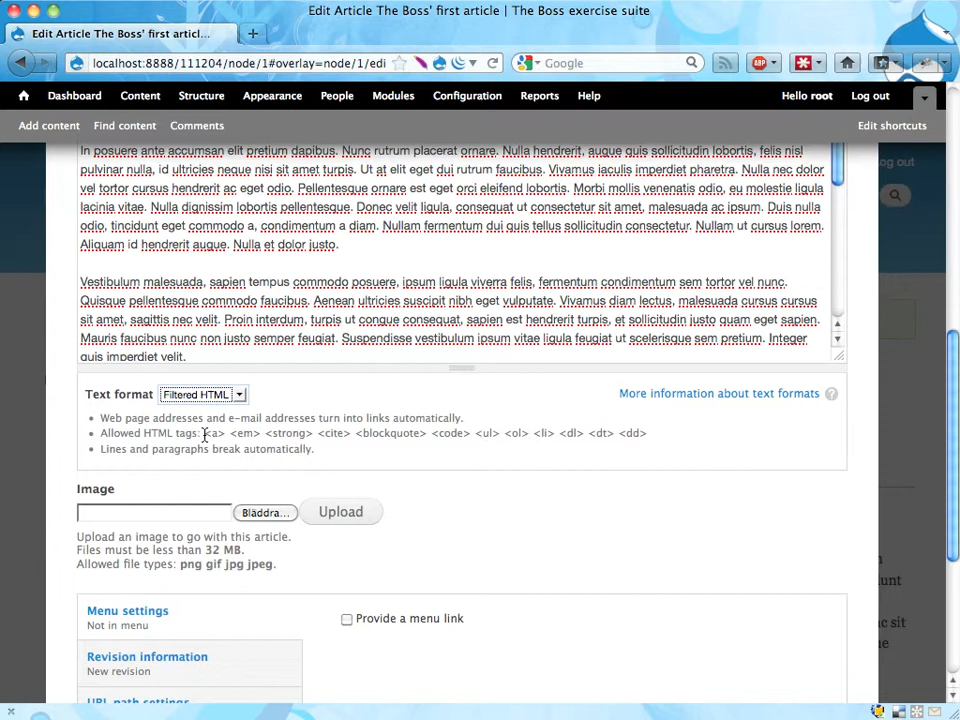 Edit Article The Boss' first article | The Boss exercise suite
Edit Article The Boss' first articl...
localhost:8888/111204/node/1#overlay=node/1/edi
Google
ABP
Dashboard Content Structure Appearance People Modules Configuration Reports Help Hello root Log out
Add content Find content Comments Edit shortcuts
og out
In posuere ante accumsan elit pretium dapibus. Nunc rutrum placerat ornare. Nulla hendrerit, augue quis sollicitudin lobortis, felis nisl
pulvinar nulla, id ultricies neque nisi sit amet turpis. Ut at elit eget dui rutrum faucibus. Vivamus iaculis imperdiet pharetra. Nulla nec dolor
vel tortor cursus hendrerit ac eget odio. Pellentesque ornare est eget orci eleifend lobortis. Morbi mollis venenatis odio, eu molestie ligula
lacinia vitae. Nulla dignissim lobortis pellentesque. Donec velit ligula, consequat ut consectetur sit amet, malesuada ac ipsum. Duis nulla
odio, tincidunt eget commodo a, condimentum a diam. Nullam fermentum dui quis tellus sollicitudin consectetur. Nullam ut cursus lorem.
Aliquam id hendrerit augue. Nulla et dolor justo.
Vestibulum malesuada, sapien tempus commodo posuere, ipsum ligula viverra felis, fermentum condimentum sem tortor vel nunc.
Quisque pellentesque commodo faucibus. Aenean ultricies suscipit nibh eget vulputate. Vivamus diam lectus, malesuada cursus cursus
sit amet, sagittis nec velit. Proin interdum, turpis ut congue consequat, sapien est hendrerit turpis, et sollicitudin justo quam eget sapien.
Mauris faucibus nunc non justo semper feugiat. Suspendisse vestibulum ipsum vitae ligula feugiat ut scelerisque sem pretium. Integer
quis imperdiet velit.
Text format Filtered HTML More information about text formats ?
Web page addresses and e-mail addresses turn into links automatically.
Allowed HTML tags: <a> <em> <strong> <cite> <blockquote> <code> <ul> <ol> <li> <dl> <dt> <dd>
Lines and paragraphs break automatically.
Image
Bläddra... Upload
Upload an image to go with this article.
Files must be less than 32 MB.
Allowed file types: png gif jpg jpeg.
Menu settings
Not in menu
Provide a menu link
Revision information
New revision
URL path settings
unt
c sit